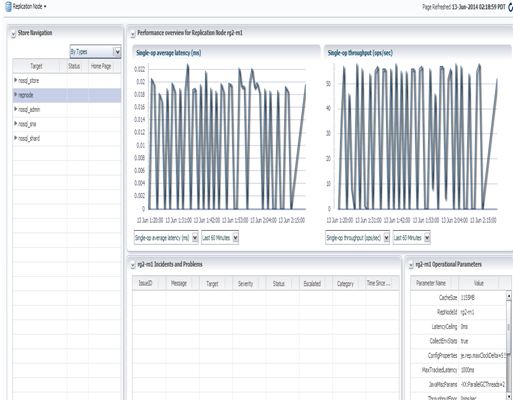 Replication Node
Page Refreshed 13-Jun-2014 02:18:59 PDT
Store Navigation
By Types
Target Status Home Page
nosql_store
repnode
nosql_admin
nosql_sna
nosql_shard
Performance overview for Replication Node rg2-rn1
Single-op average latency (ms)
0.022
0.02
0.018
0.016
0.014
0.012
0.01
0.008
0.006
0.004
0.002
0
13 Jun 1:20:00 13 Jun 1:31:00 13 Jun 1:42:00 13 Jun 1:53:00 13 Jun 2:04:00 13 Jun 2:15:00
Single-op average latency (ms) Last 60 Minutes
Single-op throughput (ops/sec)
50
40
30
20
10
0
13 Jun 1:20:00 13 Jun 1:31:00 13 Jun 1:42:00 13 Jun 1:53:00 13 Jun 2:04:00 13 Jun 2:15:00
Single-op throughput (ops/sec) Last 60 Minutes
rg2-rn1 Incidents and Problems
IssueID Message Target Severity Status Escalated Category Time Since ...
rg2-rn1 Operational Parameters
Parameter Name Value
CacheSize 1155MB
RepNodeId rg2-rn1
LatencyCeiling 0ms
CollectEnvStats true
ConfigProperties je.rep.maxClockDelta=5
MaxTrackedLatency 1000ms
JavaMiscParams -XX:ParallelGCThreads=2
ThroughputFloor 0ops/sec